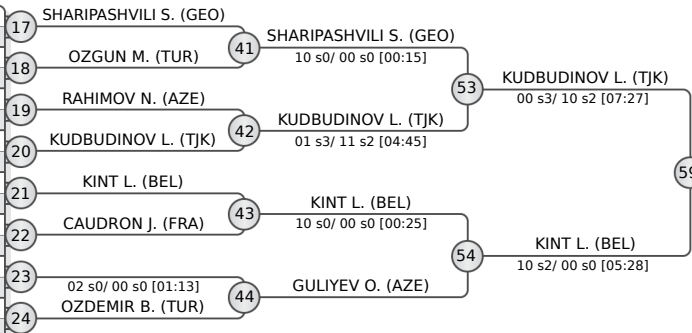 SHARIPASHVILI S. (GEO)
17
41
SHARIPASHVILI S. (GEO)
10 s0/ 00 s0 [00:15]
OZGUN M. (TUR)
18
53
KUDBUDINOV L. (TJK)
00 s3/ 10 s2 [07:27]
RAHIMOV N. (AZE)
19
42
KUDBUDINOV L. (TJK)
01 s3/ 11 s2 [04:45]
KUDBUDINOV L. (TJK)
20
59
KINT L. (BEL)
21
43
KINT L. (BEL)
10 s0/ 00 s0 [00:25]
CAUDRON J. (FRA)
22
54
KINT L. (BEL)
10 s2/ 00 s0 [05:28]
23
02 s0/ 00 s0 [01:13]
44
GULIYEV O. (AZE)
OZDEMIR B. (TUR)
24